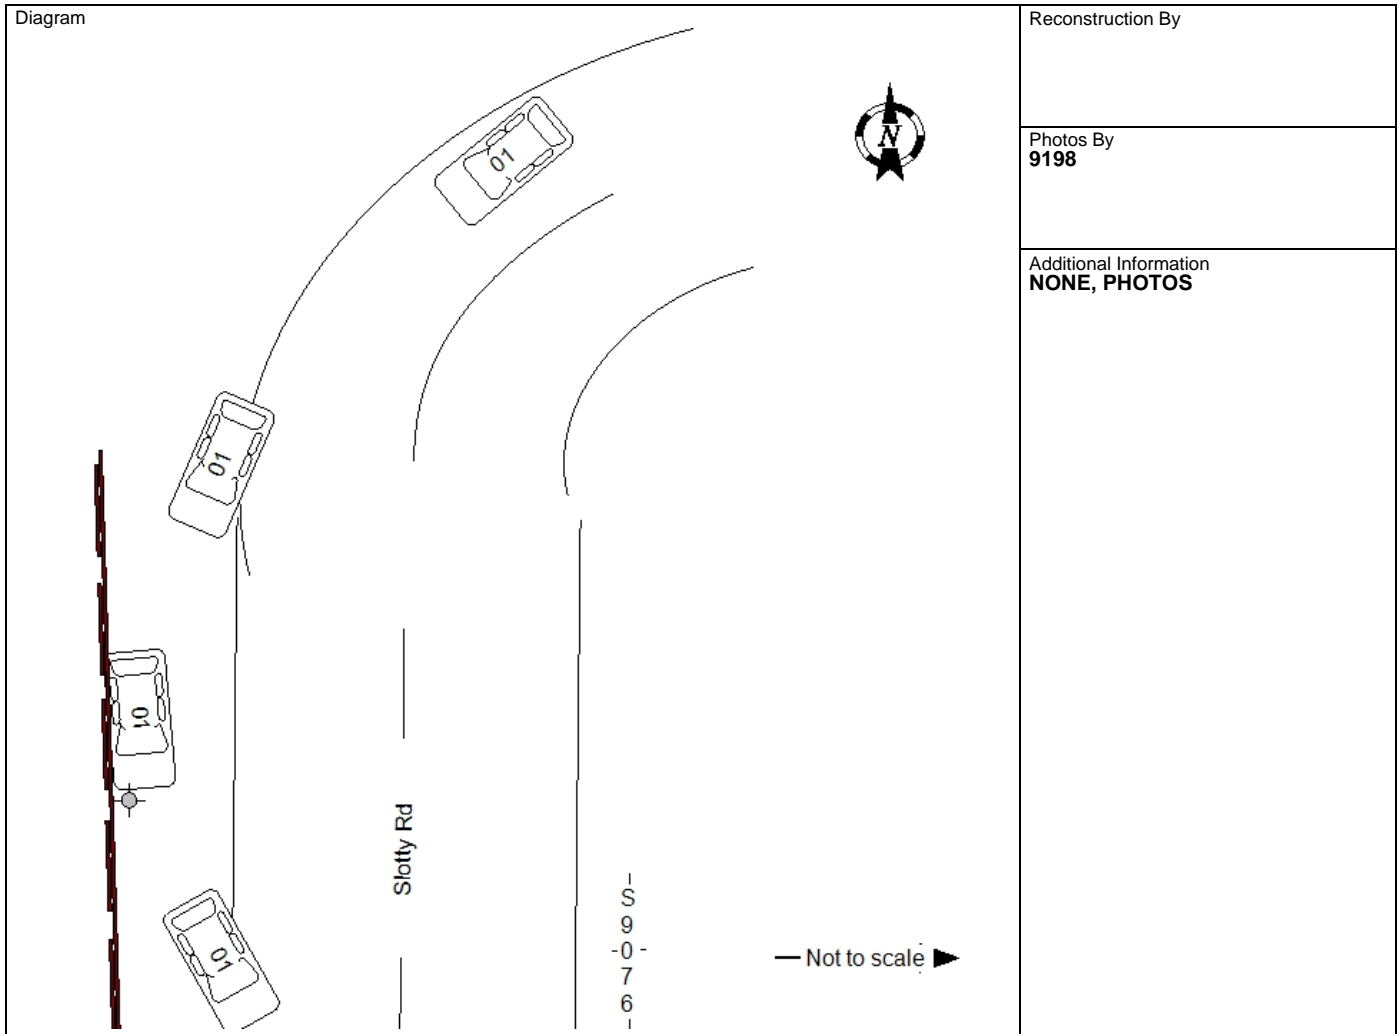 Diagram
Reconstruction By
N
Photos By
9198
01
Additional Information
NONE, PHOTOS
01
01
Slotty Rd
S
9
-0-
7
6
01
Not to scale